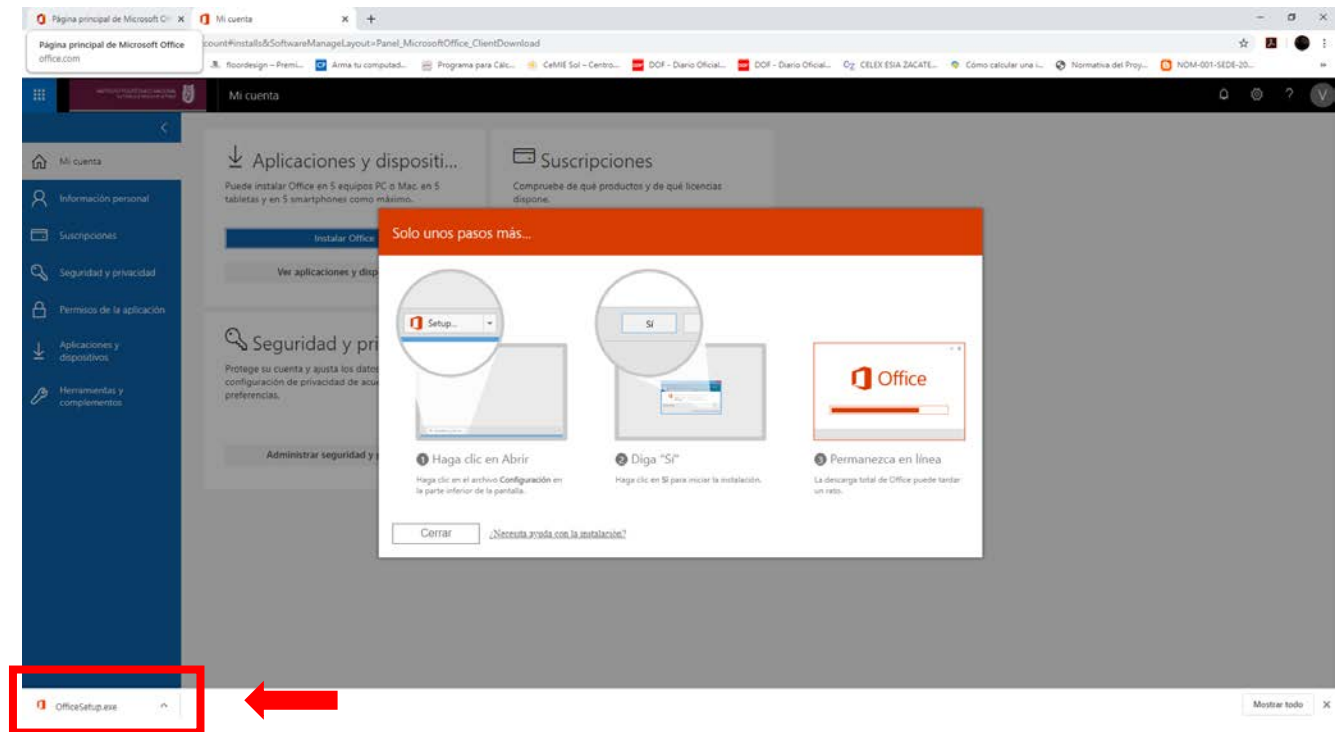 Página principal de Microsoft O
Mi cuenta
Página principal de Microsoft Office
office.com
count#installs&SoftwareManageLayout=Panel_MicrosoftOffice_ClientDownload
floordesign – Premi...
Arma tu computad...
Programa para Cálc...
CeMIE Sol – Centro...
DOF - Diario Oficial...
DOF - Diario Oficial...
CELEX ESIA ZACATE...
Cómo calcular una i...
Normativa del Proy...
NOM-001-SEDE-20...
Mi cuenta
Mi cuenta
Información personal
Suscripciones
Seguridad y privacidad
Permisos de la aplicación
Aplicaciones y
dispositivos
Herramientas y
complementos
Aplicaciones y dispositi...
Puede instalar Office en 5 equipos PC o Mac, en 5
tabletas y en 5 smartphones como máximo.
Instalar Office
Ver aplicaciones y disp
Suscripciones
Compruebe de qué productos y de qué licencias
dispone.
Seguridad y pri
Protege su cuenta y ajusta los datos
configuración de privacidad de acue
preferencias.
Administrar seguridad y p
Solo unos pasos más...
Setup...
Sí
Office
1 Haga clic en Abrir
Haga clic en el archivo Configuración en
la parte inferior de la pantalla.
2 Diga "Sí"
Haga clic en Sí para iniciar la instalación.
3 Permanezca en línea
La descarga total de Office puede tardar
un rato.
Cerrar
¿Necesita ayuda con la instalación?
OfficeSetup.exe
Mostrar todo